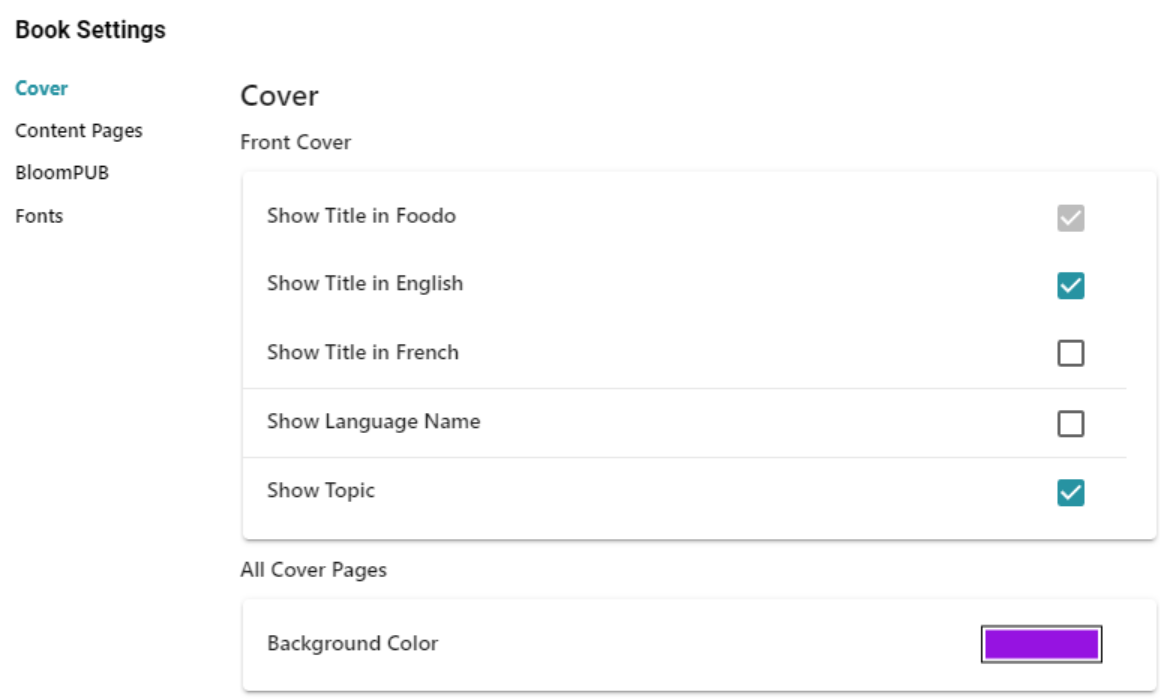 Book Settings
Cover
Content Pages
BloomPUB
Fonts
Cover
Front Cover
Show Title in Foodo
Show Title in English
Show Title in French
Show Language Name
Show Topic
All Cover Pages
Background Color